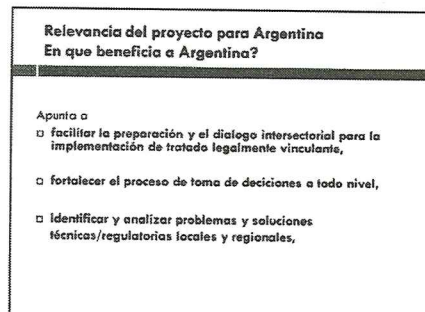 Relevancia del proyecto para Argentina
En que beneficia a Argentina?
Apunta a
facilitar la preparación y el dialogo intersectorial para la
implementación de tratado legalmente vinculante,
fortalecer el proceso de toma de decisiones a todo nivel,
identificar y analizar problemas y soluciones
técnicas/regulatorias locales y regionales,